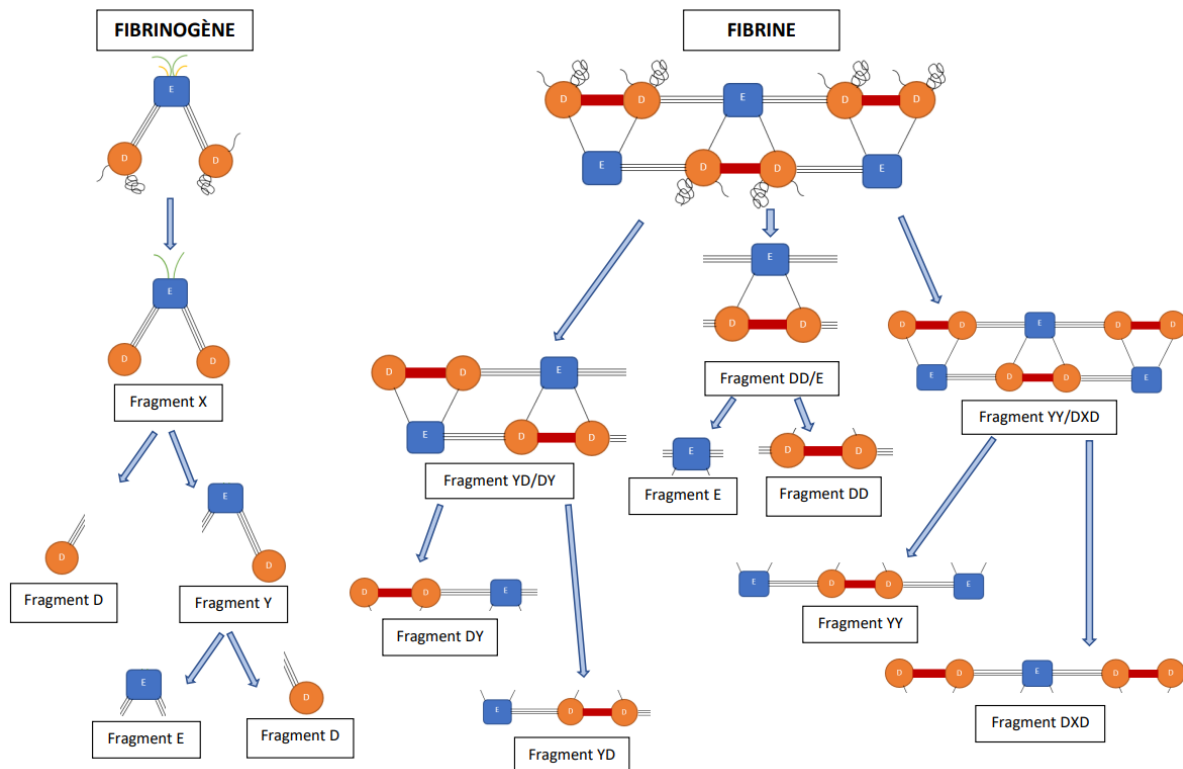 FIBRINOGÈNE
E
D
D
E
D
D
Fragment X
D
Fragment D
E
D
Fragment Y
E
Fragment E
D
Fragment D
FIBRINE
D
D
E
D
D
E
D
D
E
D
D
E
E
D
D
Fragment YD/DY
D
D
E
Fragment DY
E
D
D
Fragment YD
E
D
D
Fragment DD/E
E
Fragment E
D
D
Fragment DD
D
D
E
D
D
E
D
D
E
Fragment YY/DXD
E
D
D
E
Fragment YY
D
D
E
D
D
Fragment DXD